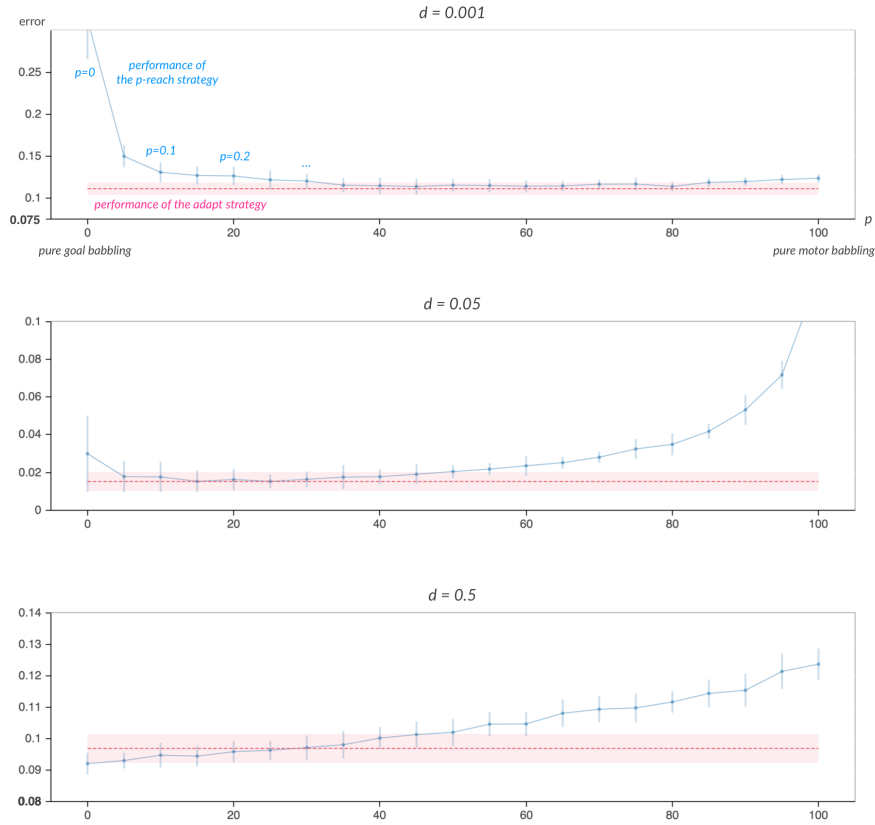 d = 0.001
error
0.25
p=0
performance of
the p-reach strategy
0.2
0.15
p=0.1
p=0.2
...
0.1
performance of the adapt strategy
0.075
0
20
40
60
80
100
p
pure goal babbling
pure motor babbling
d = 0.05
0.1
0.08
0.06
0.04
0.02
0
0
20
40
60
80
100
d = 0.5
0.14
0.13
0.12
0.11
0.1
0.09
0.08
0
20
40
60
80
100